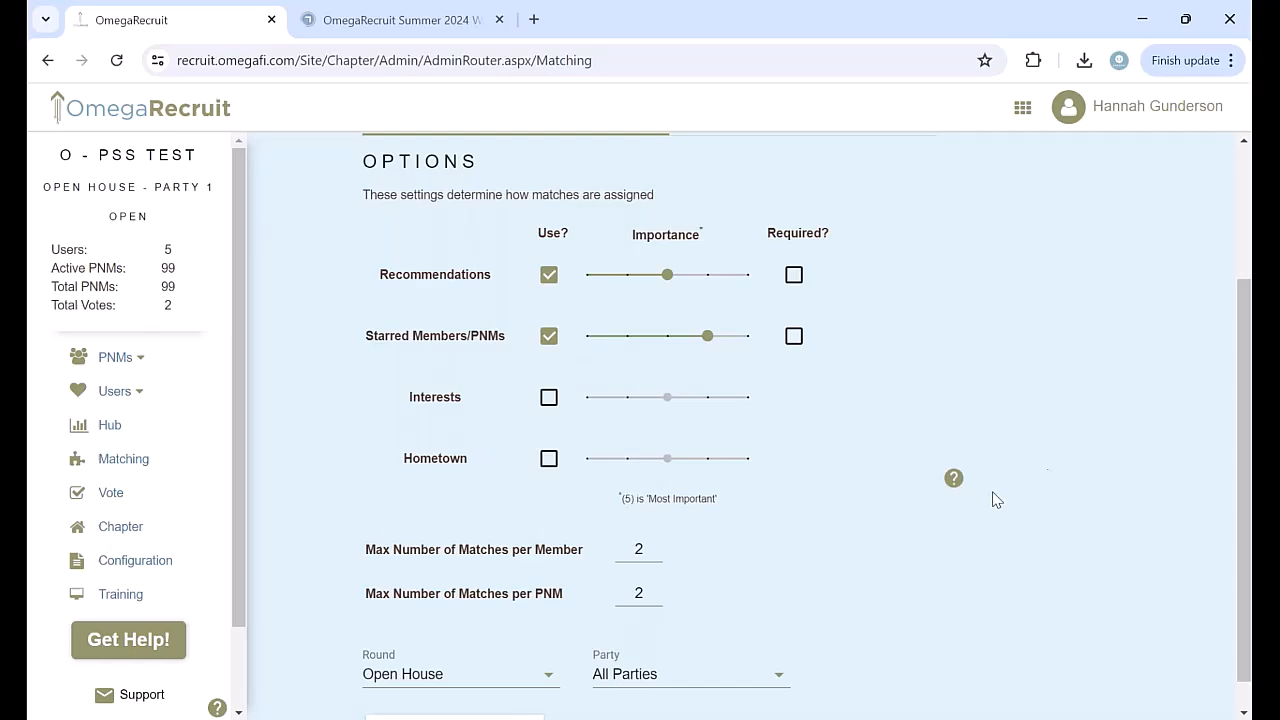 OmegaRecruit
OmegaRecruit Summer 2024 W
Finish update
recruit.omegafi.com/Site/Chapter/Admin/AdminRouter.aspx/Matching
OmegaRecruit
Hannah Gunderson
O - PSS TEST
OPEN HOUSE - PARTY 1
OPEN
Users: 5
Active PNMs: 99
Total PNMs: 99
Total Votes: 2
PNMs
Users
Hub
Matching
Vote
Chapter
Configuration
Training
Get Help!
Support
?
OPTIONS
These settings determine how matches are assigned
Use? Importance* Required?
Recommendations
Starred Members/PNMs
Interests
Hometown
?
*(5) is 'Most Important'
Max Number of Matches per Member 2
Max Number of Matches per PNM 2
Round Party
Open House All Parties